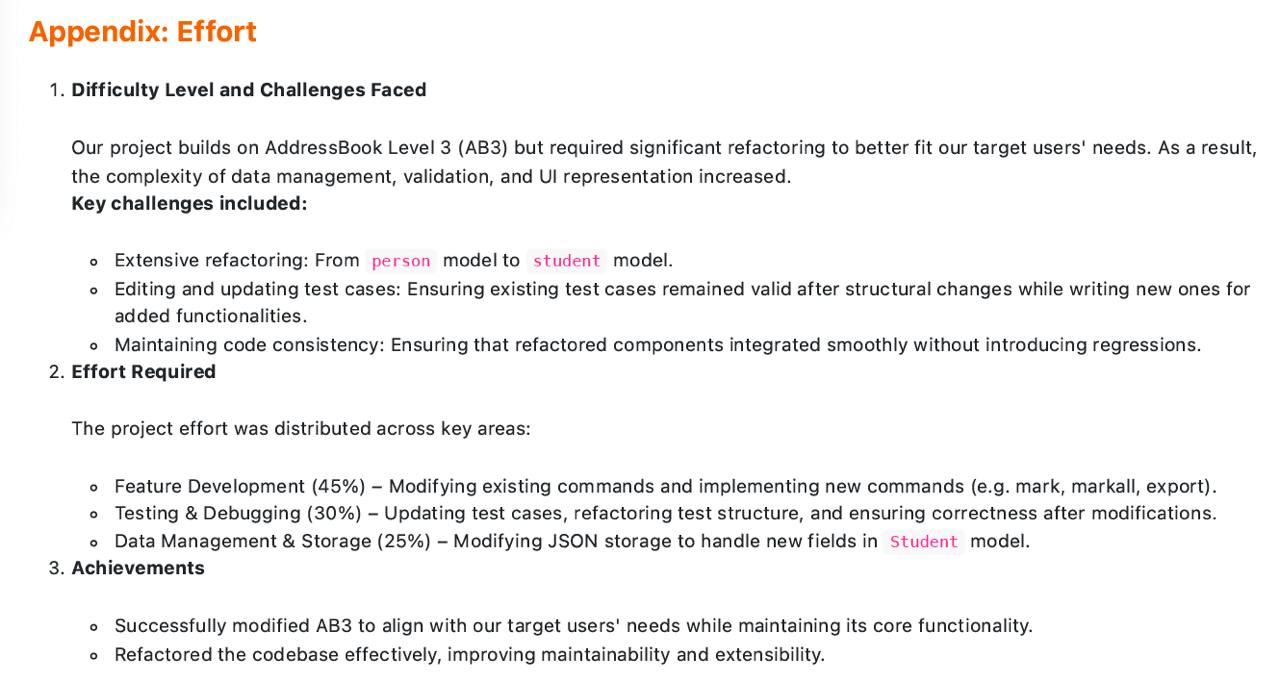 Appendix: Effort
1. Difficulty Level and Challenges Faced
Our project builds on AddressBook Level 3 (AB3) but required significant refactoring to better fit our target users' needs. As a result,
the complexity of data management, validation, and UI representation increased.
Key challenges included:
Extensive refactoring: From person model to student model.
Editing and updating test cases: Ensuring existing test cases remained valid after structural changes while writing new ones for
added functionalities.
Maintaining code consistency: Ensuring that refactored components integrated smoothly without introducing regressions.
2. Effort Required
The project effort was distributed across key areas:
Feature Development (45%) – Modifying existing commands and implementing new commands (e.g. mark, markall, export).
Testing & Debugging (30%) – Updating test cases, refactoring test structure, and ensuring correctness after modifications.
Data Management & Storage (25%) – Modifying JSON storage to handle new fields in Student model.
3. Achievements
Successfully modified AB3 to align with our target users' needs while maintaining its core functionality.
Refactored the codebase effectively, improving maintainability and extensibility.